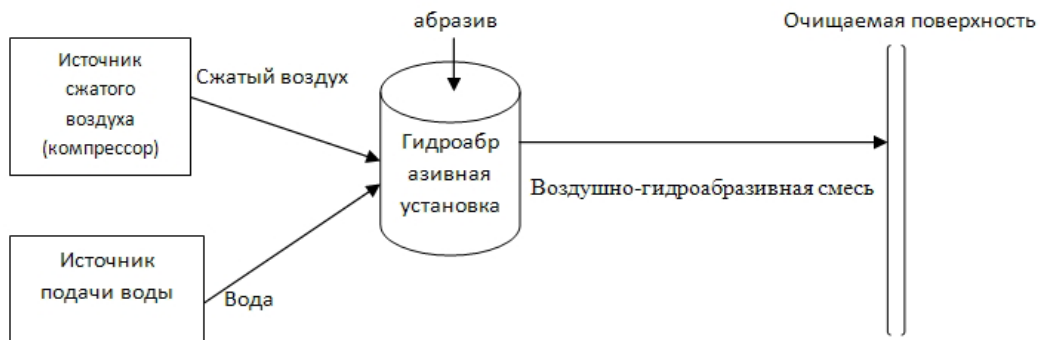 абразив
Очищаемая поверхность
Источник
сжатого
воздуха
(компрессор)
Сжатый воздух
Гидроабр
азивная
установка
Воздушно-гидроабразивная смесь
Источник
подачи воды
Вода